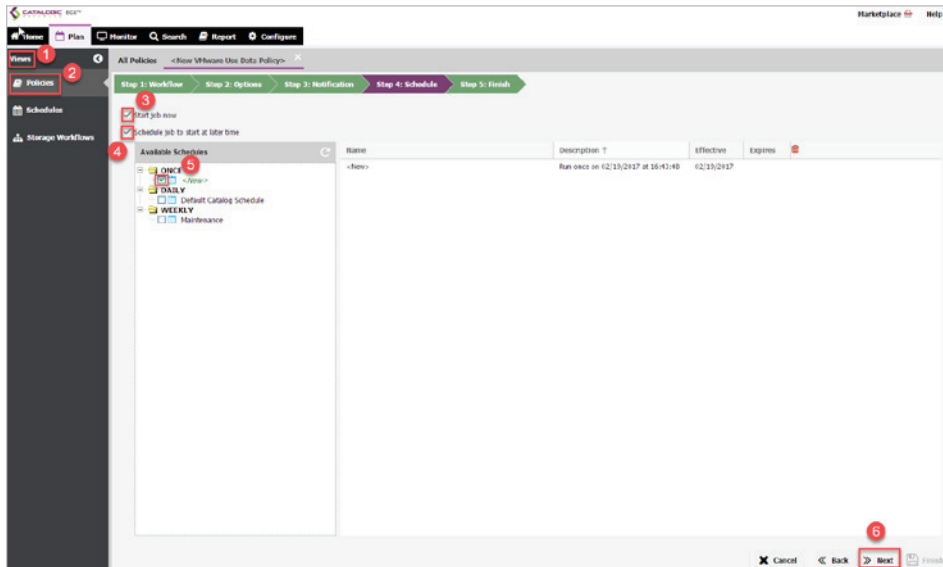 CATALOGIC ECX™
Marketplace Help
Home Plan Monitor Search Report Configure
Views 1
All Policies <New VMware Use Data Policy>
2
Policies
Step 1: Workflow Step 2: Options Step 3: Notification Step 4: Schedule Step 5: Finish
3
Schedules
Start job now
Storage Workflows
Schedule job to start at later time
4
Available Schedules
Name Description Effective Expires
5
ONCE
<New>
<New> Run once on 02/19/2017 at 16:43:48 02/19/2017
DAILY
Default Catalog Schedule
WEEKLY
Maintenance
6
Cancel Back Next Finish